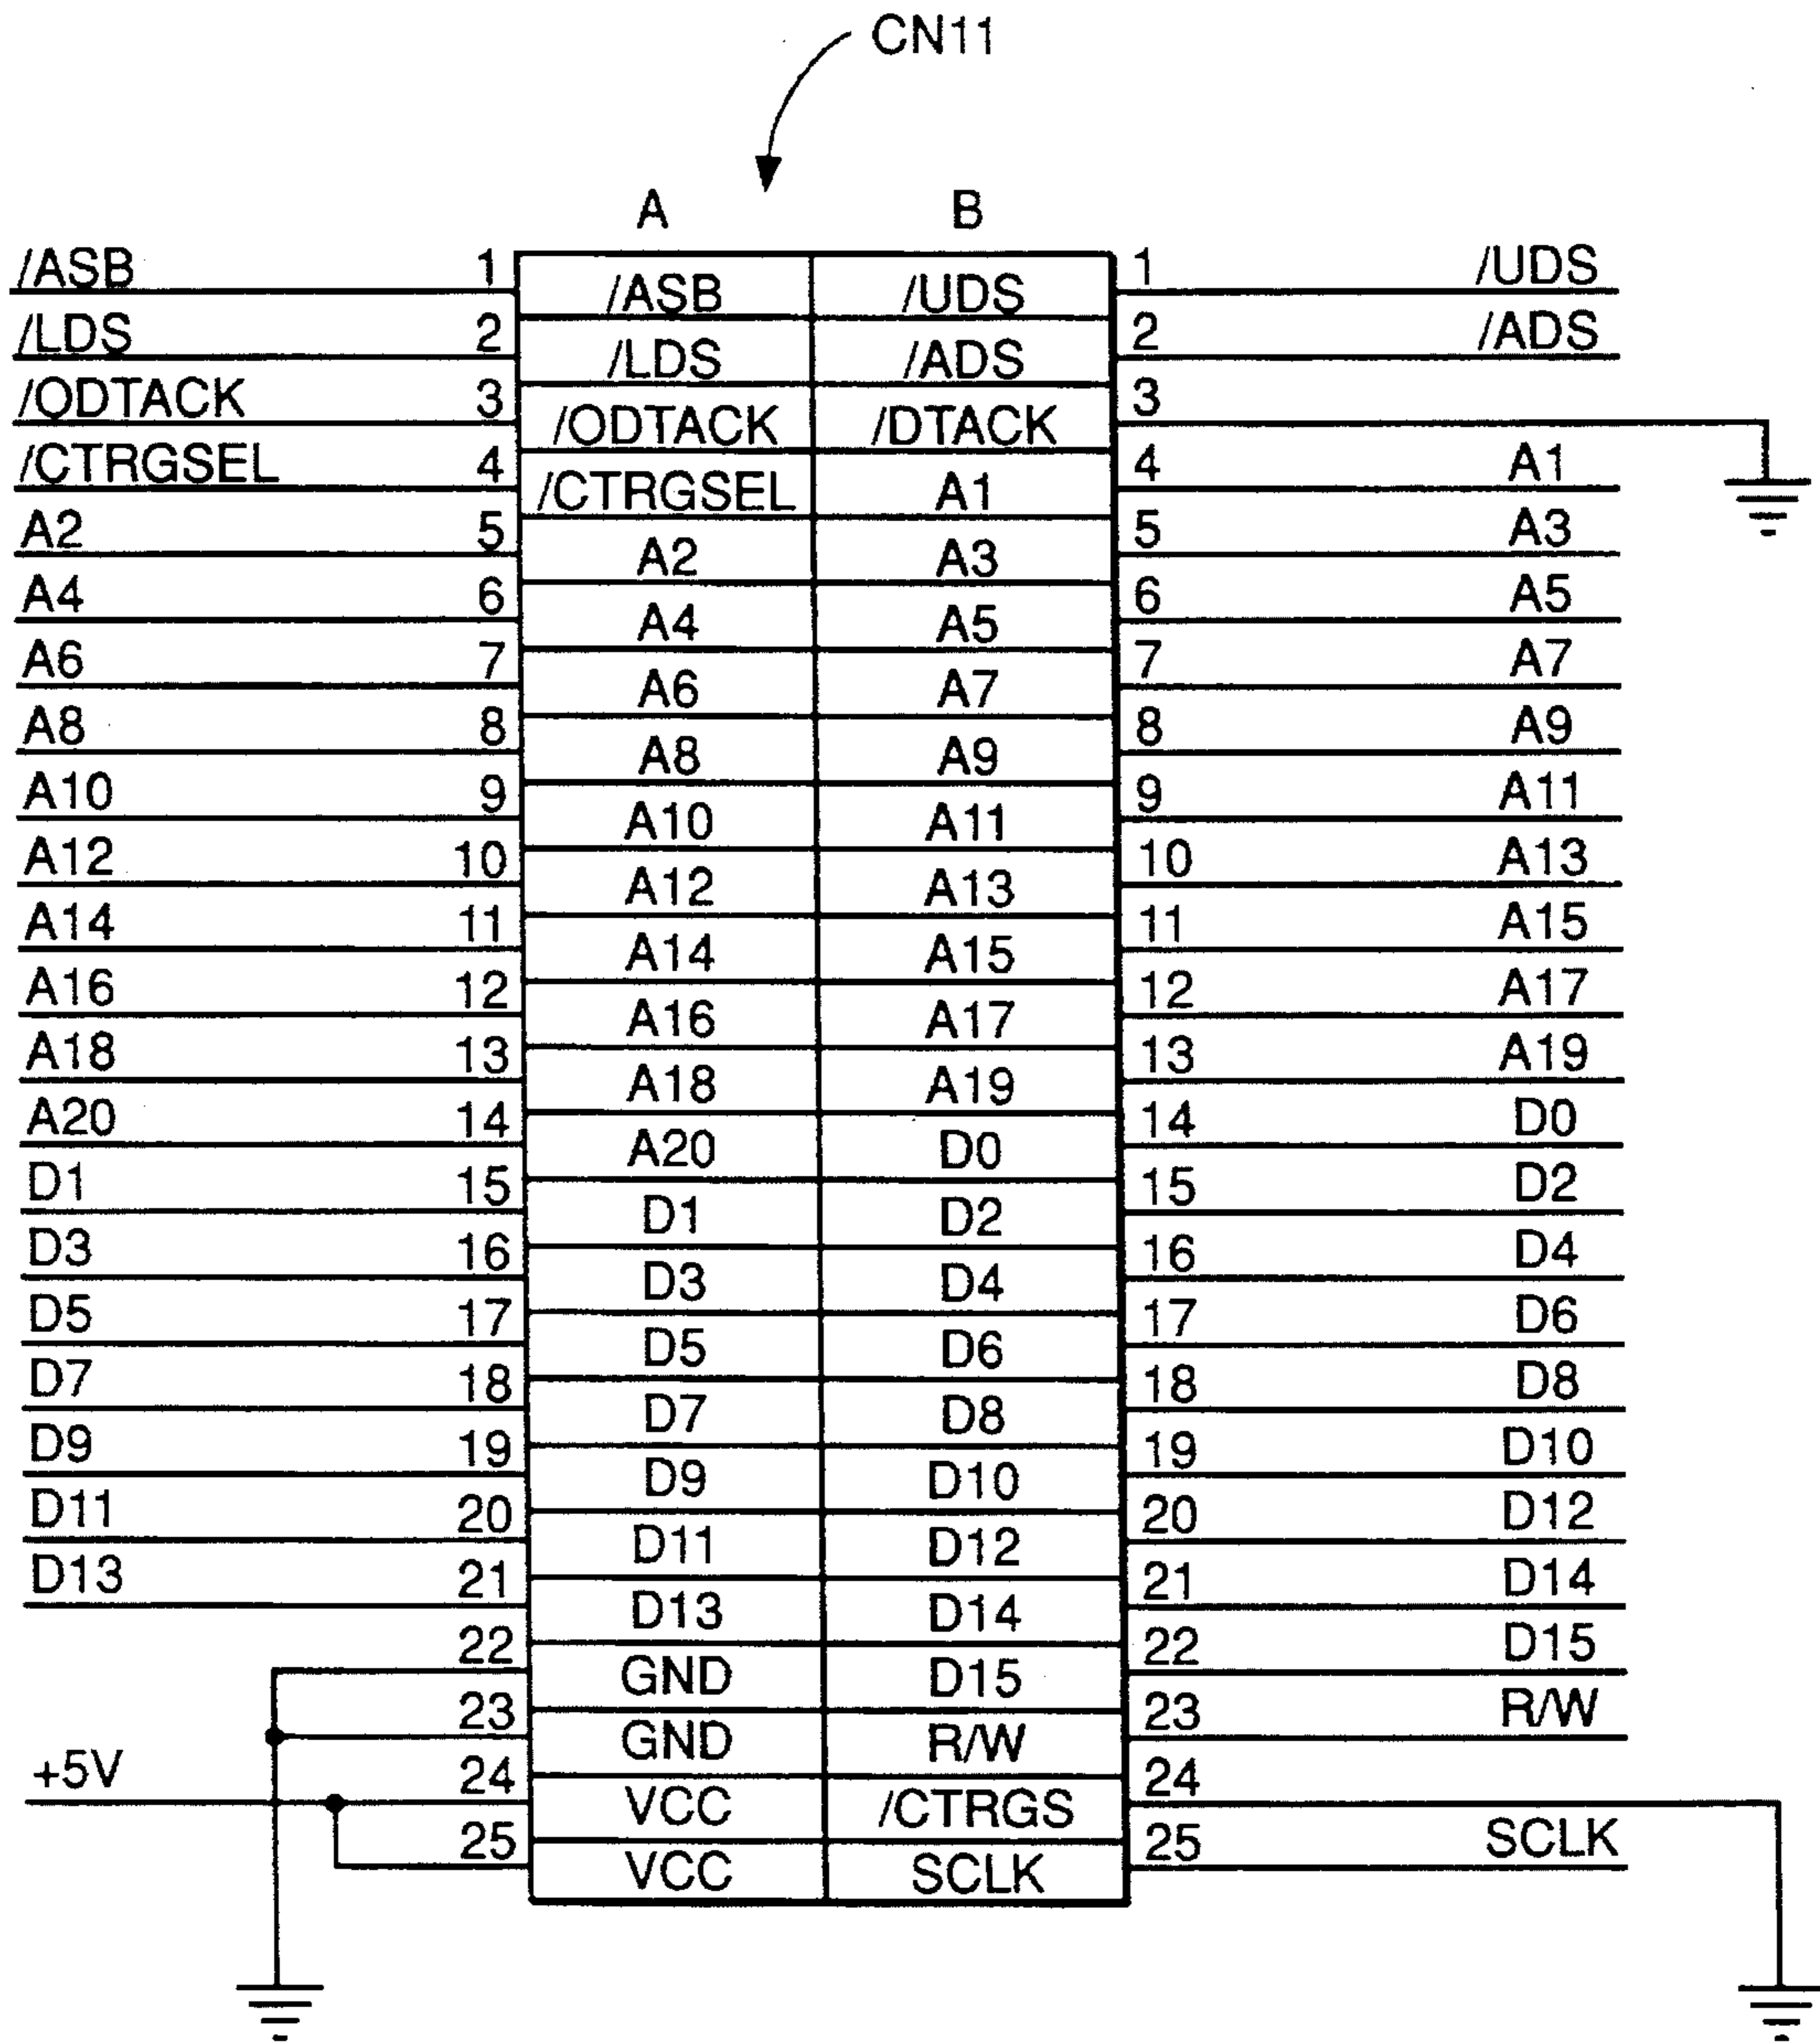 CN11
A B
/ASB 1 /ASB /UDS 1 /UDS
/LDS 2 /LDS /ADS 2 /ADS
/ODTACK 3 /ODTACK /DTACK 3
/CTRGSEL 4 /CTRGSEL A1 4 A1
A2 5 A2 A3 5 A3
A4 6 A4 A5 6 A5
A6 7 A6 A7 7 A7
A8 8 A8 A9 8 A9
A10 9 A10 A11 9 A11
A12 10 A12 A13 10 A13
A14 11 A14 A15 11 A15
A16 12 A16 A17 12 A17
A18 13 A18 A19 13 A19
A20 14 A20 D0 14 D0
D1 15 D1 D2 15 D2
D3 16 D3 D4 16 D4
D5 17 D5 D6 17 D6
D7 18 D7 D8 18 D8
D9 19 D9 D10 19 D10
D11 20 D11 D12 20 D12
D13 21 D13 D14 21 D14
22 GND D15 22 D15
23 GND R/W 23 R/W
+5V 24 VCC /CTRGS 24
25 VCC SCLK 25 SCLK